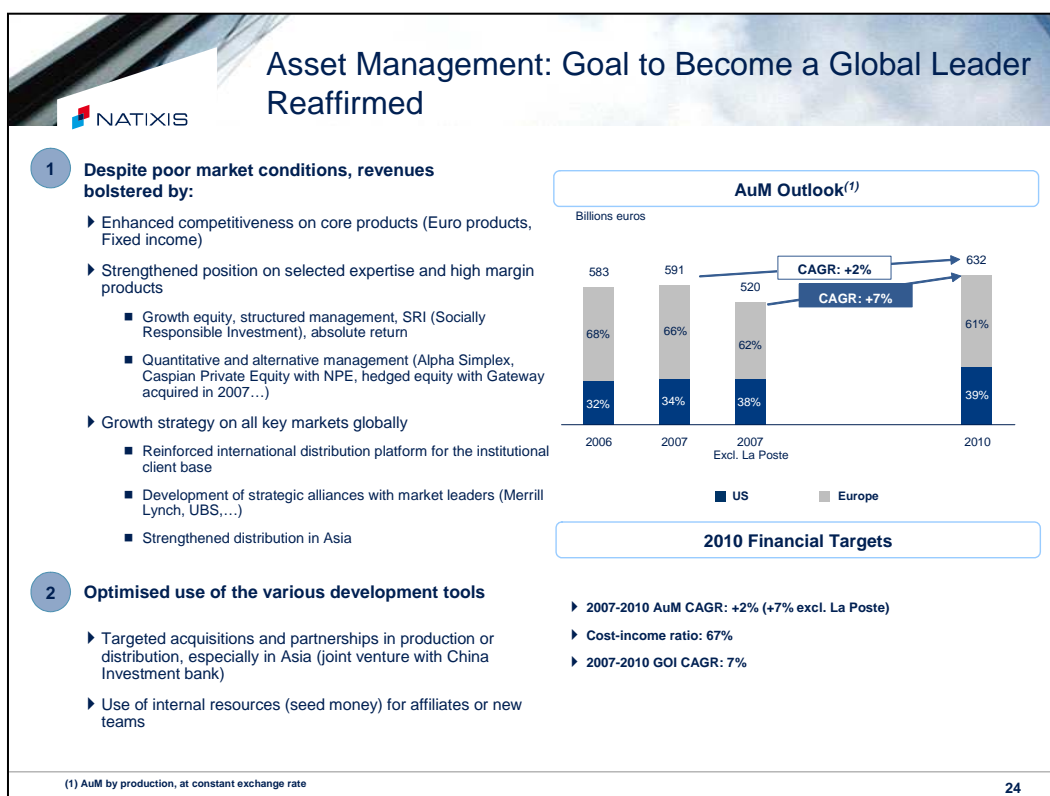 Asset Management: Goal to Become a Global Leader
Reaffirmed
NATIXIS
1
Despite poor market conditions, revenues
bolstered by:
Enhanced competitiveness on core products (Euro products,
Fixed income)
Strengthened position on selected expertise and high margin
products
Growth equity, structured management, SRI (Socially
Responsible Investment), absolute return
Quantitative and alternative management (Alpha Simplex,
Caspian Private Equity with NPE, hedged equity with Gateway
acquired in 2007…)
Growth strategy on all key markets globally
Reinforced international distribution platform for the institutional
client base
Development of strategic alliances with market leaders (Merrill
Lynch, UBS,…)
Strengthened distribution in Asia
2
Optimised use of the various development tools
Targeted acquisitions and partnerships in production or
distribution, especially in Asia (joint venture with China
Investment bank)
Use of internal resources (seed money) for affiliates or new
teams
AuM Outlook(1)
Billions euros
583
591
520
632
CAGR: +2%
CAGR: +7%
68%
66%
62%
61%
32%
34%
38%
39%
2006
2007
2007
Excl. La Poste
2010
US
Europe
2010 Financial Targets
2007-2010 AuM CAGR: +2% (+7% excl. La Poste)
Cost-income ratio: 67%
2007-2010 GOI CAGR: 7%
(1) AuM by production, at constant exchange rate
24